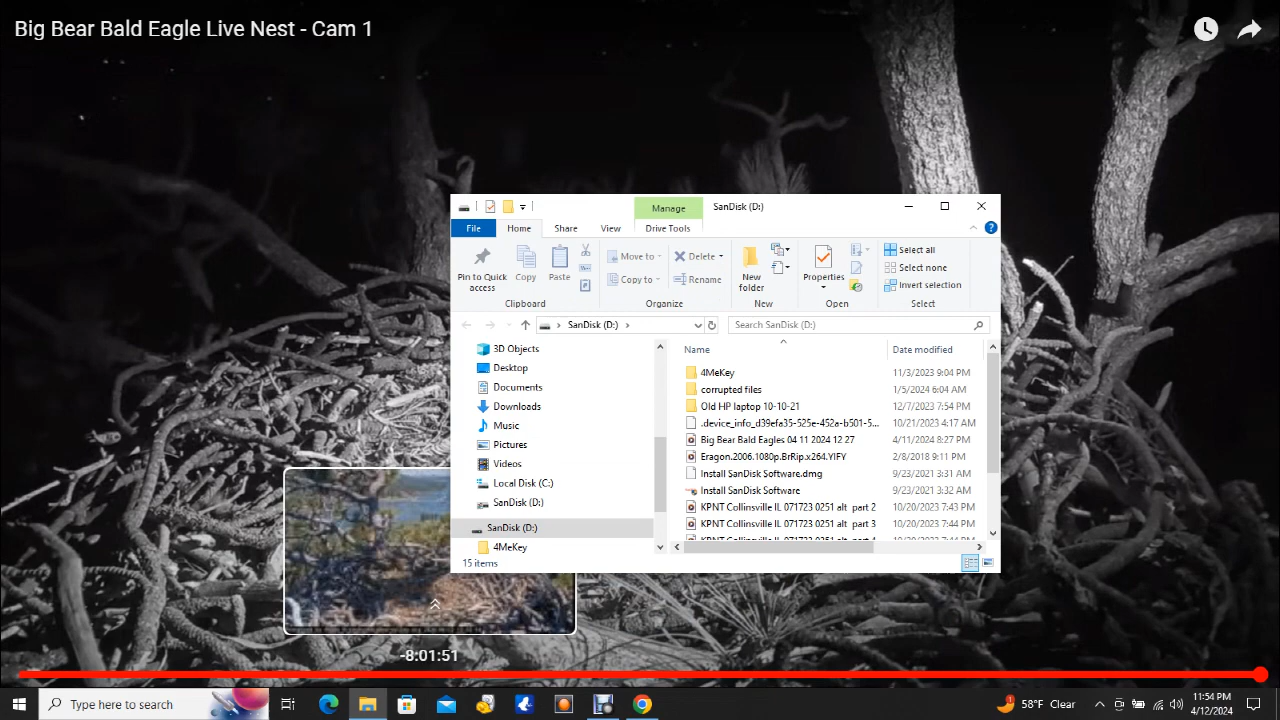 Big Bear Bald Eagle Live Nest - Cam 1
Manage
SanDisk (D:)
File
Home
Share
View
Drive Tools
Pin to Quick access
Copy
Paste
Move to
Copy to
Delete
Rename
New folder
Properties
Select all
Select none
Invert selection
Clipboard
Organize
New
Open
Select
SanDisk (D:)
Search SanDisk (D:)
3D Objects
Desktop
Documents
Downloads
Music
Pictures
Videos
Local Disk (C:)
SanDisk (D:)
SanDisk (D:)
4MeKey
Name Date modified
4MeKey 11/3/2023 9:04 PM
corrupted files 1/5/2024 6:04 AM
Old HP laptop 10-10-21 12/7/2023 7:54 PM
.device_info_d39efa35-525e-452a-b501-5... 10/21/2023 4:17 AM
Big Bear Bald Eagles 04 11 2024 12 27 4/11/2024 8:27 PM
Eragon.2006.1080p.BrRip.x264.YIFY 2/8/2018 9:11 PM
Install SanDisk Software.dmg 9/23/2021 3:31 AM
Install SanDisk Software 9/23/2021 3:32 AM
KPNT Collinsville IL 071723 0251 alt part 2 10/20/2023 7:43 PM
KPNT Collinsville IL 071723 0251 alt part 3 10/20/2023 7:44 PM
15 items
-8:01:51
Type here to search
58°F Clear
11:54 PM
4/12/2024